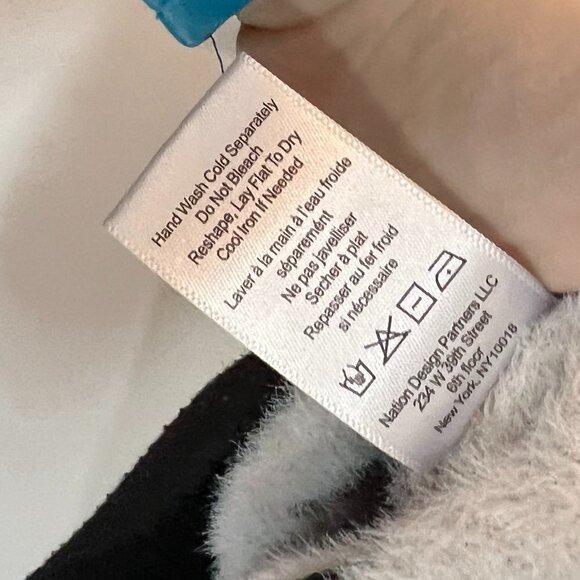 Hand Wash Cold Separately
Do Not Bleach
Reshape, Lay Flat To Dry
Cool Iron If Needed
Laver à la main à l'eau froide
séparément
Ne pas javelliser
Secher à plat
Repasser au fer froid
si nécessaire
Nation Design Partners LLC
234 W 39th Street
6th floor
New York. NY10018